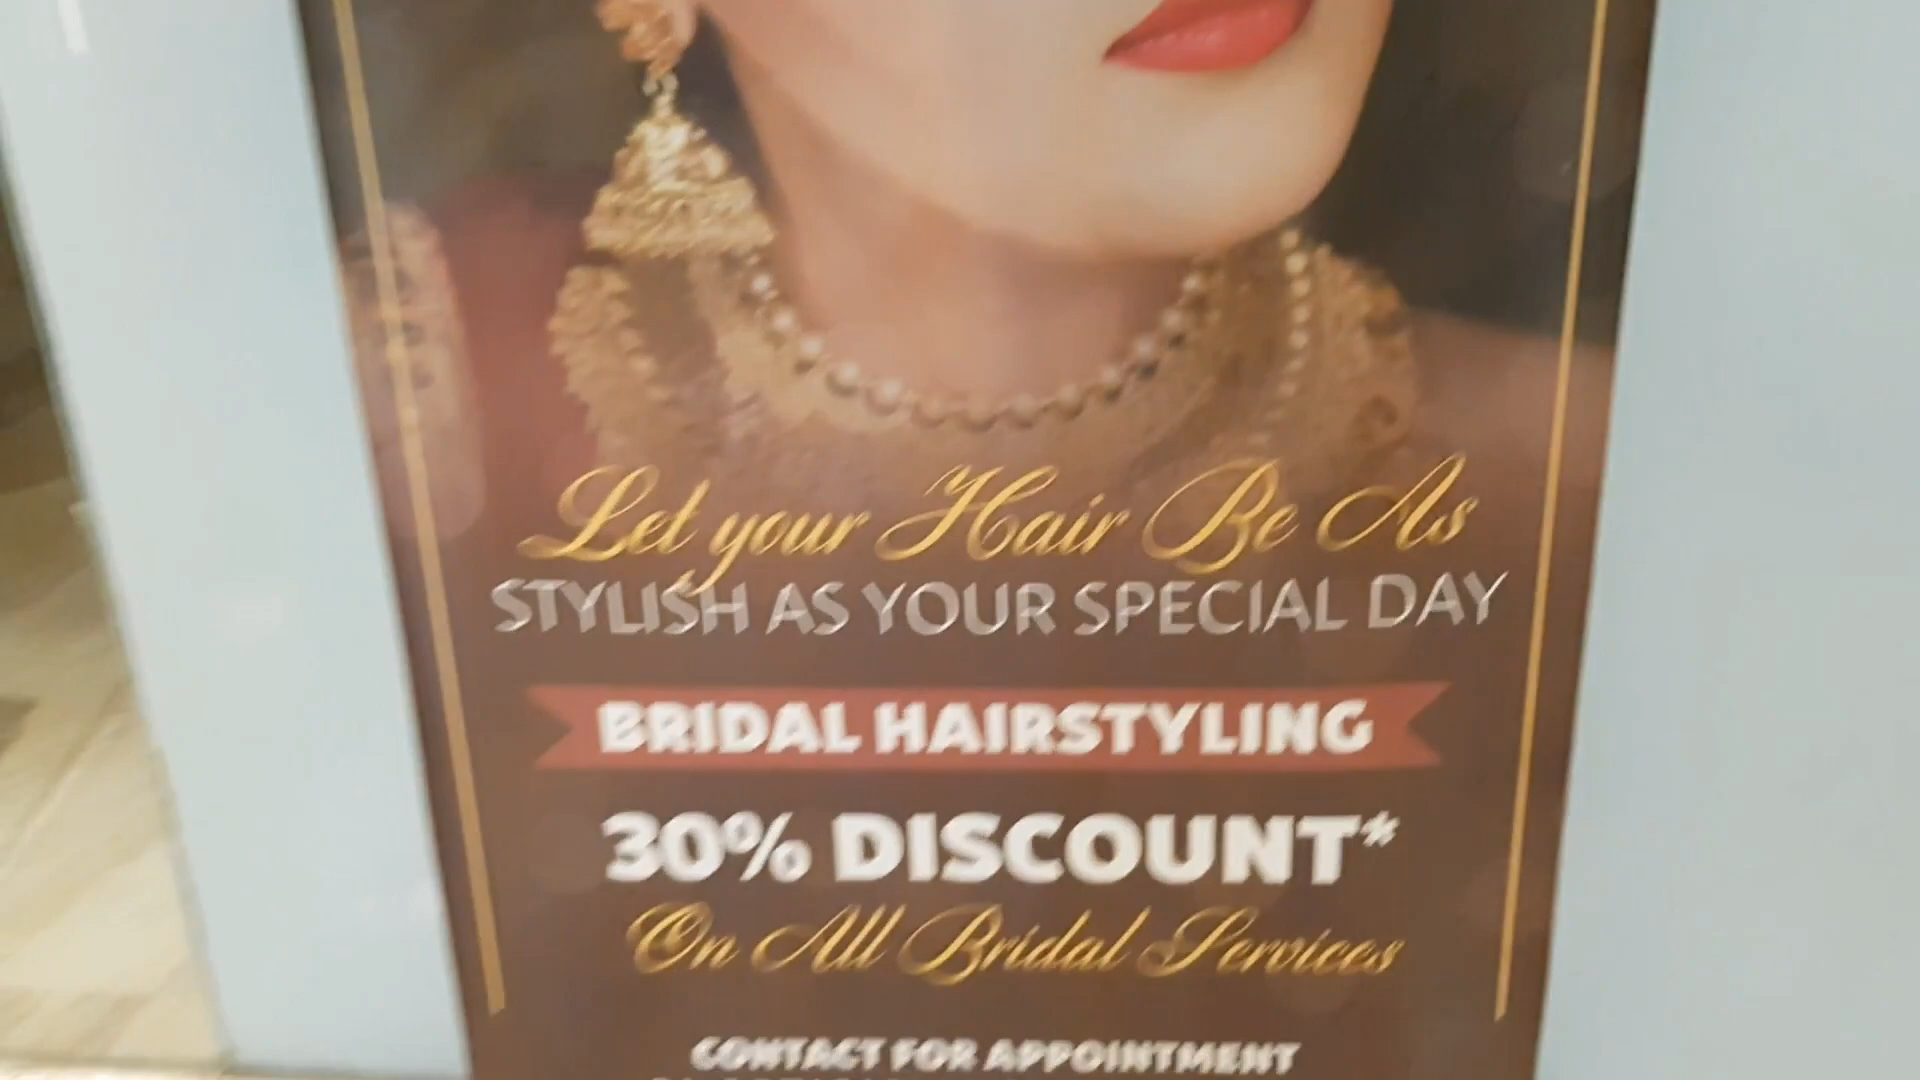 Let your Hair Be As
STYLISH AS YOUR SPECIAL DAY
BRIDAL HAIRSTYLING
30% DISCOUNT*
On All Bridal Services
CONTACT FOR APPOINTMENT